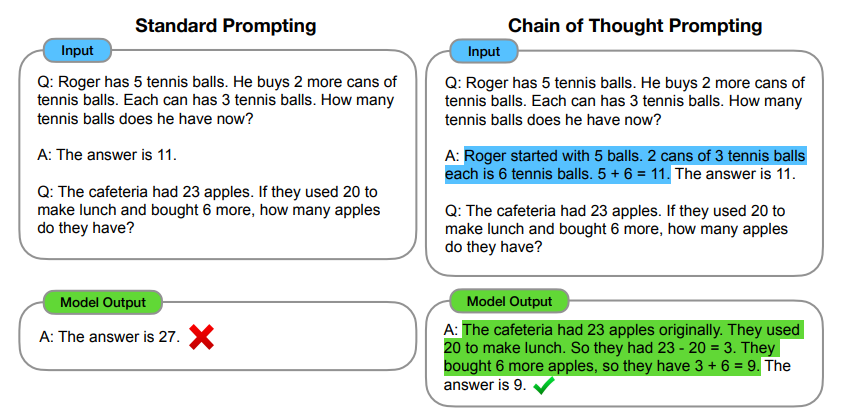 Standard Prompting
Input
Q: Roger has 5 tennis balls. He buys 2 more cans of
tennis balls. Each can has 3 tennis balls. How many
tennis balls does he have now?
A: The answer is 11.
Q: The cafeteria had 23 apples. If they used 20 to
make lunch and bought 6 more, how many apples
do they have?
Model Output
A: The answer is 27.
Chain of Thought Prompting
Input
Q: Roger has 5 tennis balls. He buys 2 more cans of
tennis balls. Each can has 3 tennis balls. How many
tennis balls does he have now?
A: Roger started with 5 balls. 2 cans of 3 tennis balls
each is 6 tennis balls. 5 + 6 = 11. The answer is 11.
Q: The cafeteria had 23 apples. If they used 20 to
make lunch and bought 6 more, how many apples
do they have?
Model Output
A: The cafeteria had 23 apples originally. They used
20 to make lunch. So they had 23 - 20 = 3. They
bought 6 more apples, so they have 3 + 6 = 9. The
answer is 9.